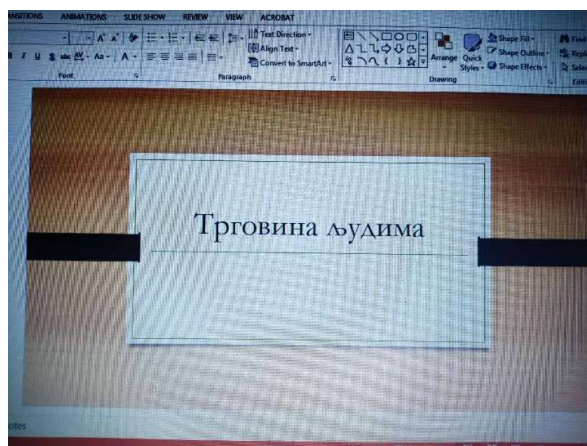 ANIMATIONS SLIDE SHOW REVIEW VIEW ACROBAT
Text Direction
Align Text
Convert to SmartArt
Shape Fill
Shape Outline
Shape Effects
Arrange Quick
Styles
Font Paragraph Drawing
Трговина људима